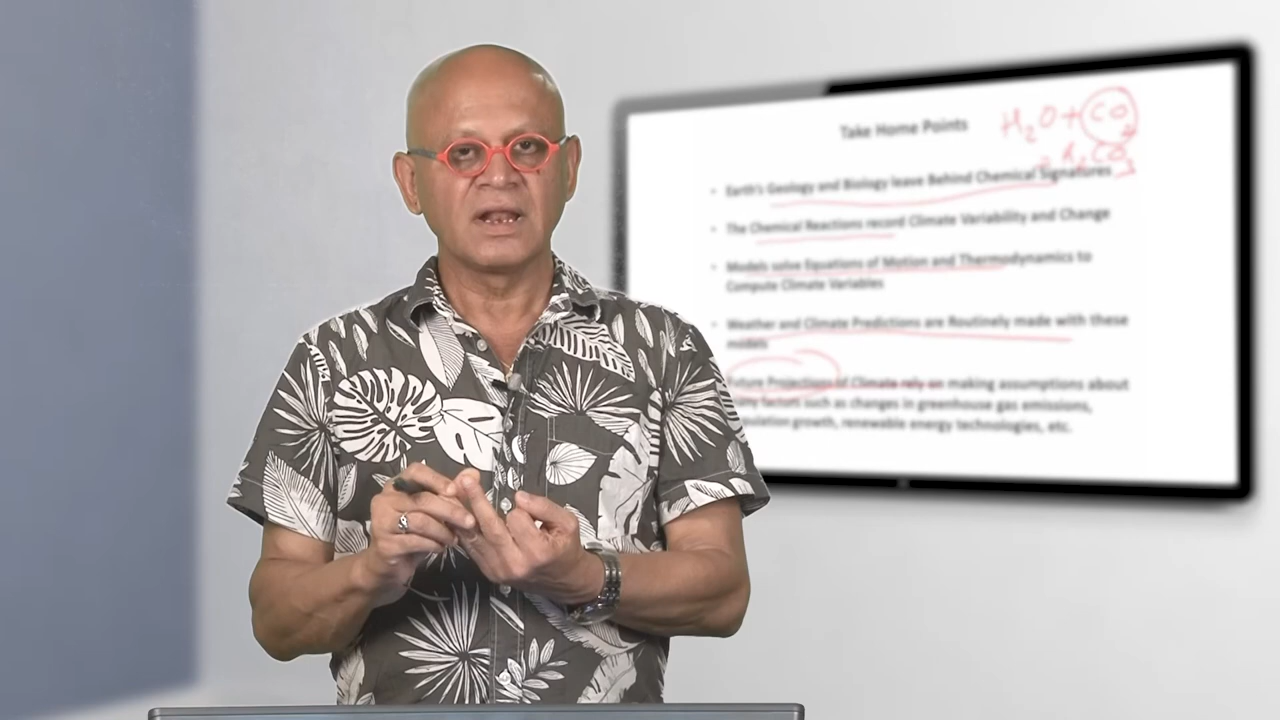 Take Home Points
H₂O + CO₂
H₂CO₃
• Earth's Geology and Biology leave Behind Chemical Signatures
• The Chemical Reactions record Climate Variability and Change
• Models solve Equations of Motion and Thermodynamics to
Compute Climate Variables
• Weather and Climate Predictions are Routinely made with these
models
Future Projections of Climate rely on making assumptions about
many factors such as changes in greenhouse gas emissions,
growth, renewable energy technologies, etc.